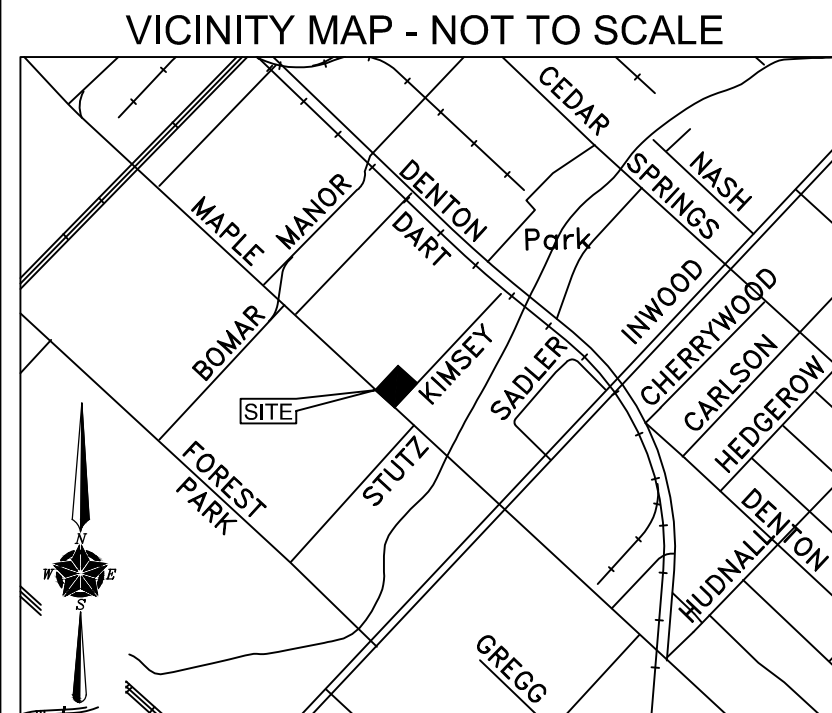 VICINITY MAP - NOT TO SCALE
CEDAR
SPRINGS
NASH
MAPLE
MANOR
DENTON
DART
Park
INWOOD
CHERRYWOOD
CARLSON
HEDGEROW
BOMAR
KIMSEY
SADLER
SITE
STUTZ
FOREST
PARK
DENTON
HUDNALL
GREGG
N
W
E
S